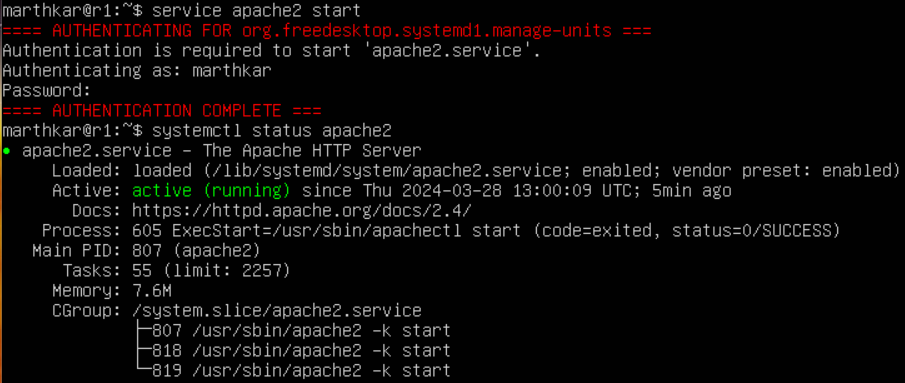 marthkar@r1:~$ service apache2 start
==== AUTHENTICATING FOR org.freedesktop.systemd1.manage-units ===
Authentication is required to start 'apache2.service'.
Authenticating as: marthkar
Password:
==== AUTHENTICATION COMPLETE ===
marthkar@r1:~$ systemctl status apache2
● apache2.service - The Apache HTTP Server
     Loaded: loaded (/lib/systemd/system/apache2.service; enabled; vendor preset: enabled)
     Active: active (running) since Thu 2024-03-28 13:00:09 UTC; 5min ago
       Docs: https://httpd.apache.org/docs/2.4/
    Process: 605 ExecStart=/usr/sbin/apachectl start (code=exited, status=0/SUCCESS)
   Main PID: 807 (apache2)
      Tasks: 55 (limit: 2257)
     Memory: 7.6M
     CGroup: /system.slice/apache2.service
             ├─807 /usr/sbin/apache2 -k start
             ├─818 /usr/sbin/apache2 -k start
             └─819 /usr/sbin/apache2 -k start